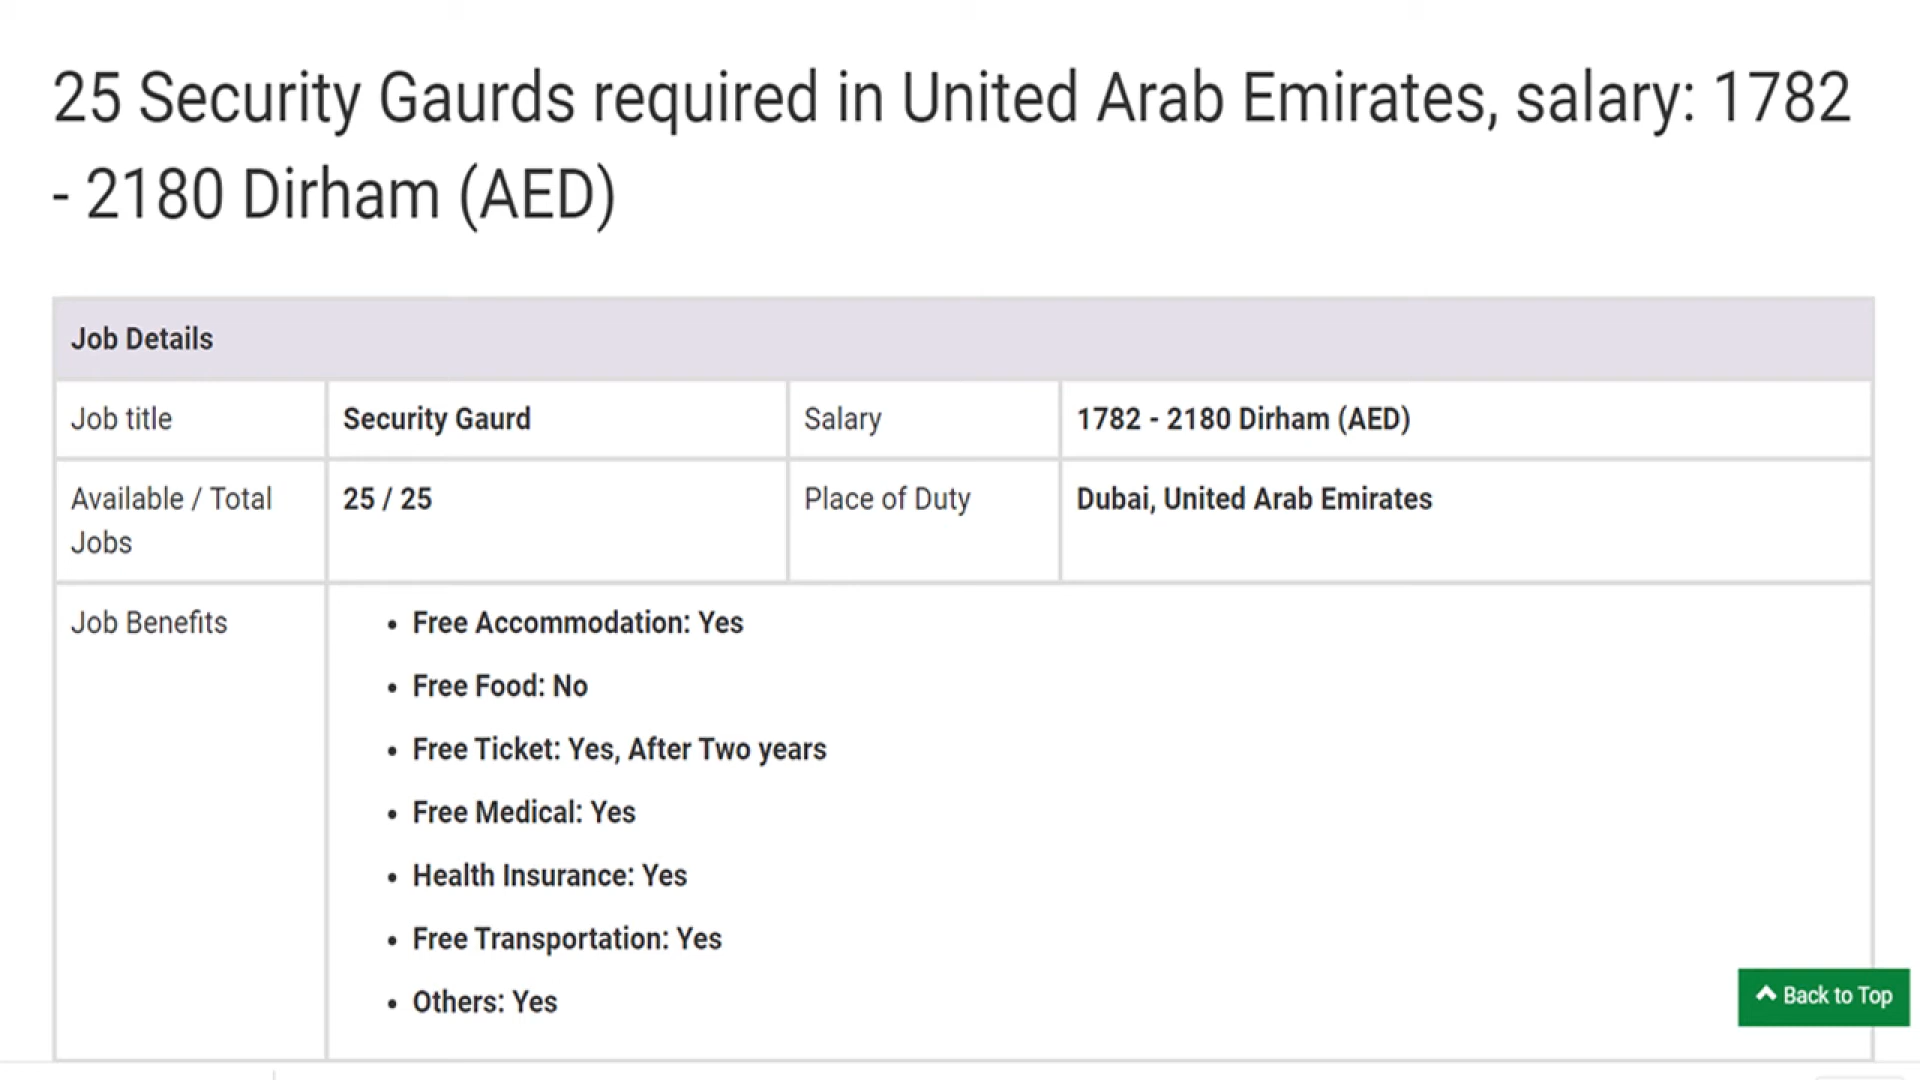 25 Security Gaurds required in United Arab Emirates, salary: 1782
- 2180 Dirham (AED)
Job Details
Job title Security Gaurd Salary 1782 - 2180 Dirham (AED)
Available / Total 25 / 25 Place of Duty Dubai, United Arab Emirates
Jobs
Job Benefits
• Free Accommodation: Yes
• Free Food: No
• Free Ticket: Yes, After Two years
• Free Medical: Yes
• Health Insurance: Yes
• Free Transportation: Yes
• Others: Yes
Back to Top